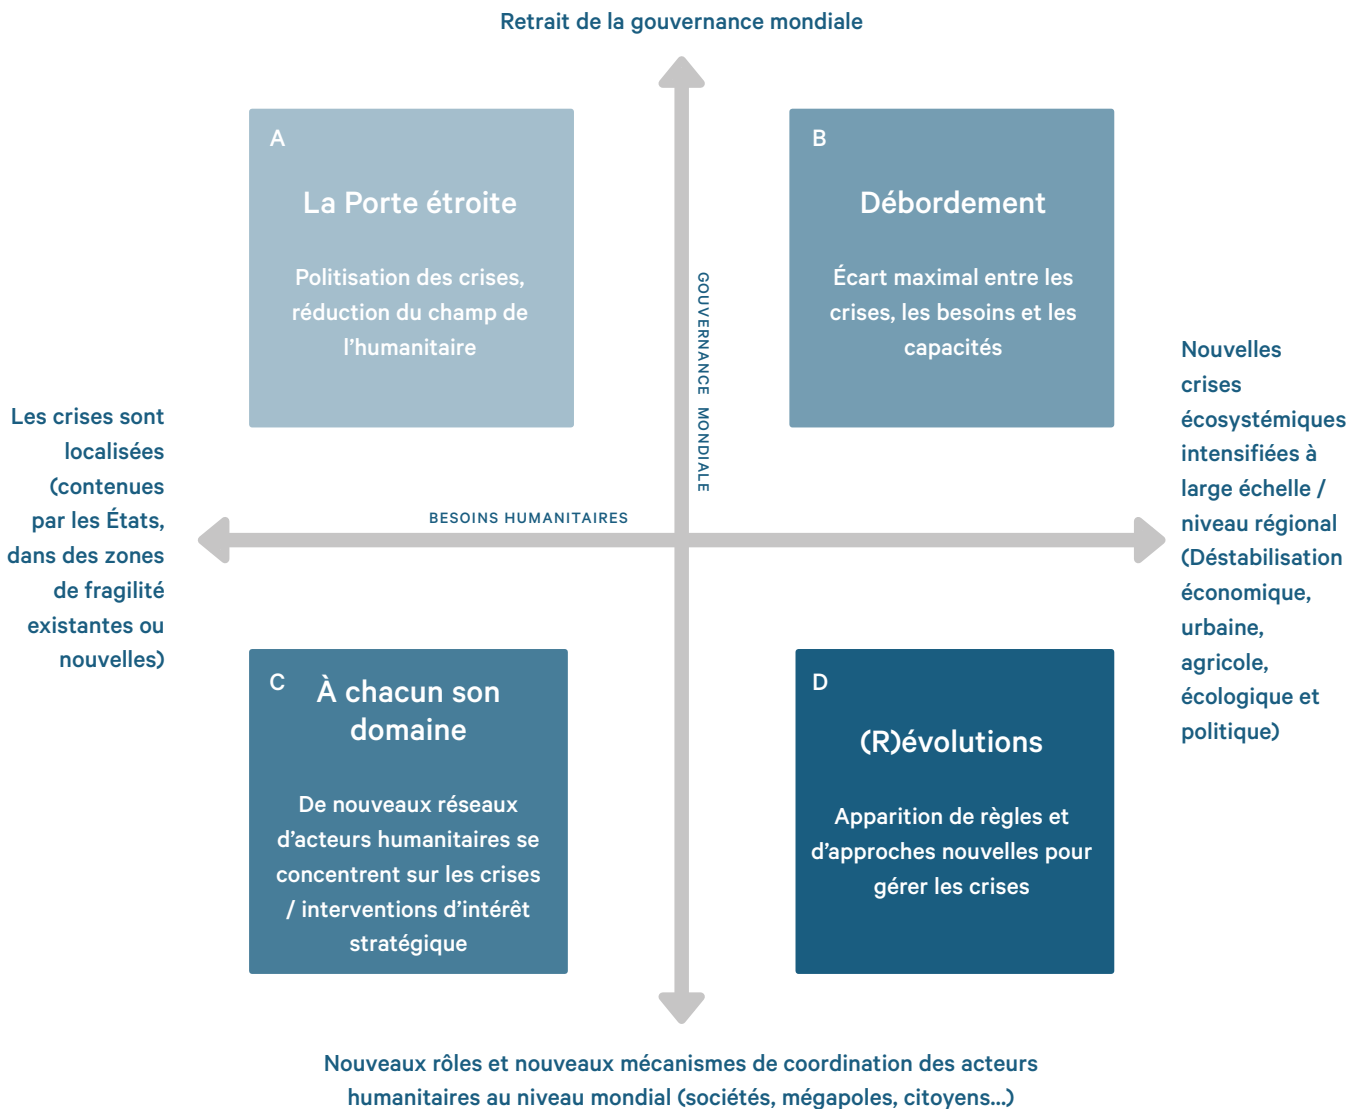 Retrait de la gouvernance mondiale
A
La Porte étroite
Politisation des crises,
réduction du champ de
l’humanitaire
B
Débordement
Écart maximal entre les
crises, les besoins et les
capacités
GOUVERNANCE MONDIALE
Les crises sont
localisées
(contenues
par les États,
dans des zones
de fragilité
existantes ou
nouvelles)
BESOINS HUMANITAIRES
Nouvelles
crises
écosystémiques
intensifiées à
large échelle /
niveau régional
(Déstabilisation
économique,
urbaine,
agricole,
écologique et
politique)
C
À chacun son
domaine
De nouveaux réseaux
d’acteurs humanitaires se
concentrent sur les crises
/ interventions d’intérêt
stratégique
D
(R)évolutions
Apparition de règles et
d’approches nouvelles pour
gérer les crises
Nouveaux rôles et nouveaux mécanismes de coordination des acteurs
humanitaires au niveau mondial (sociétés, mégapoles, citoyens...)